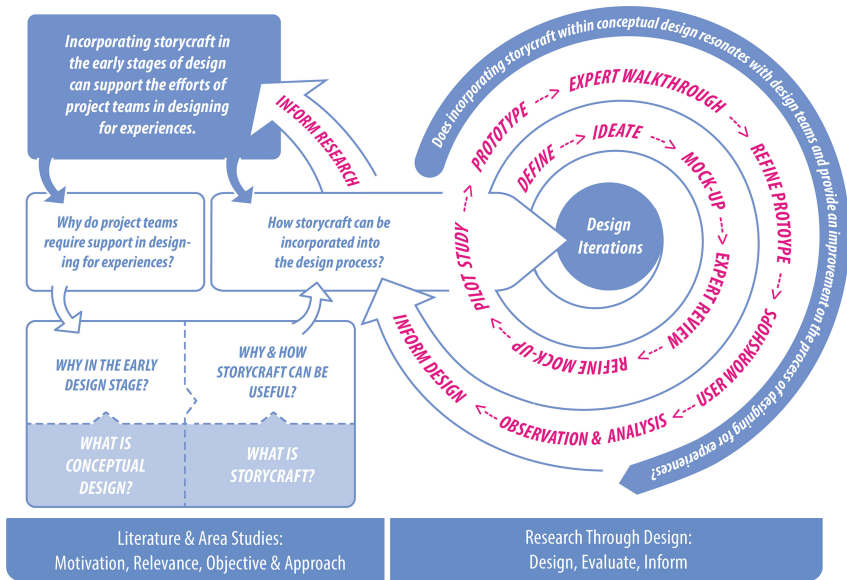 Incorporating storycraft in
the early stages of design
can support the efforts of
project teams in designing
for experiences.
INFORM RESEARCH
Why do project teams
require support in design-
ing for experiences?
How storycraft can be
incorporated into
the design process?
WHY IN THE EARLY
DESIGN STAGE?
WHY & HOW
STORYCRAFT CAN BE
USEFUL?
WHAT IS
CONCEPTUAL
DESIGN?
WHAT IS
STORYCRAFT?
Design
Iterations
DEFINE ---> IDEATE ---> MOCK-UP ---> EXPERT REVIEW ---> REFINE MOCK-UP ---> PILOT STUDY ---> PROTOTYPE ---> EXPERT WALKTHROUGH ---> REFINE PROTOYPE ---> USER WORKSHOPS ---> OBSERVATION & ANALYSIS ---> INFORM DESIGN
Does incorporating storycraft within conceptual design resonates with design teams and provide an improvement on the process of designing for experiences?
Literature & Area Studies:
Motivation, Relevance, Objective & Approach
Research Through Design:
Design, Evaluate, Inform